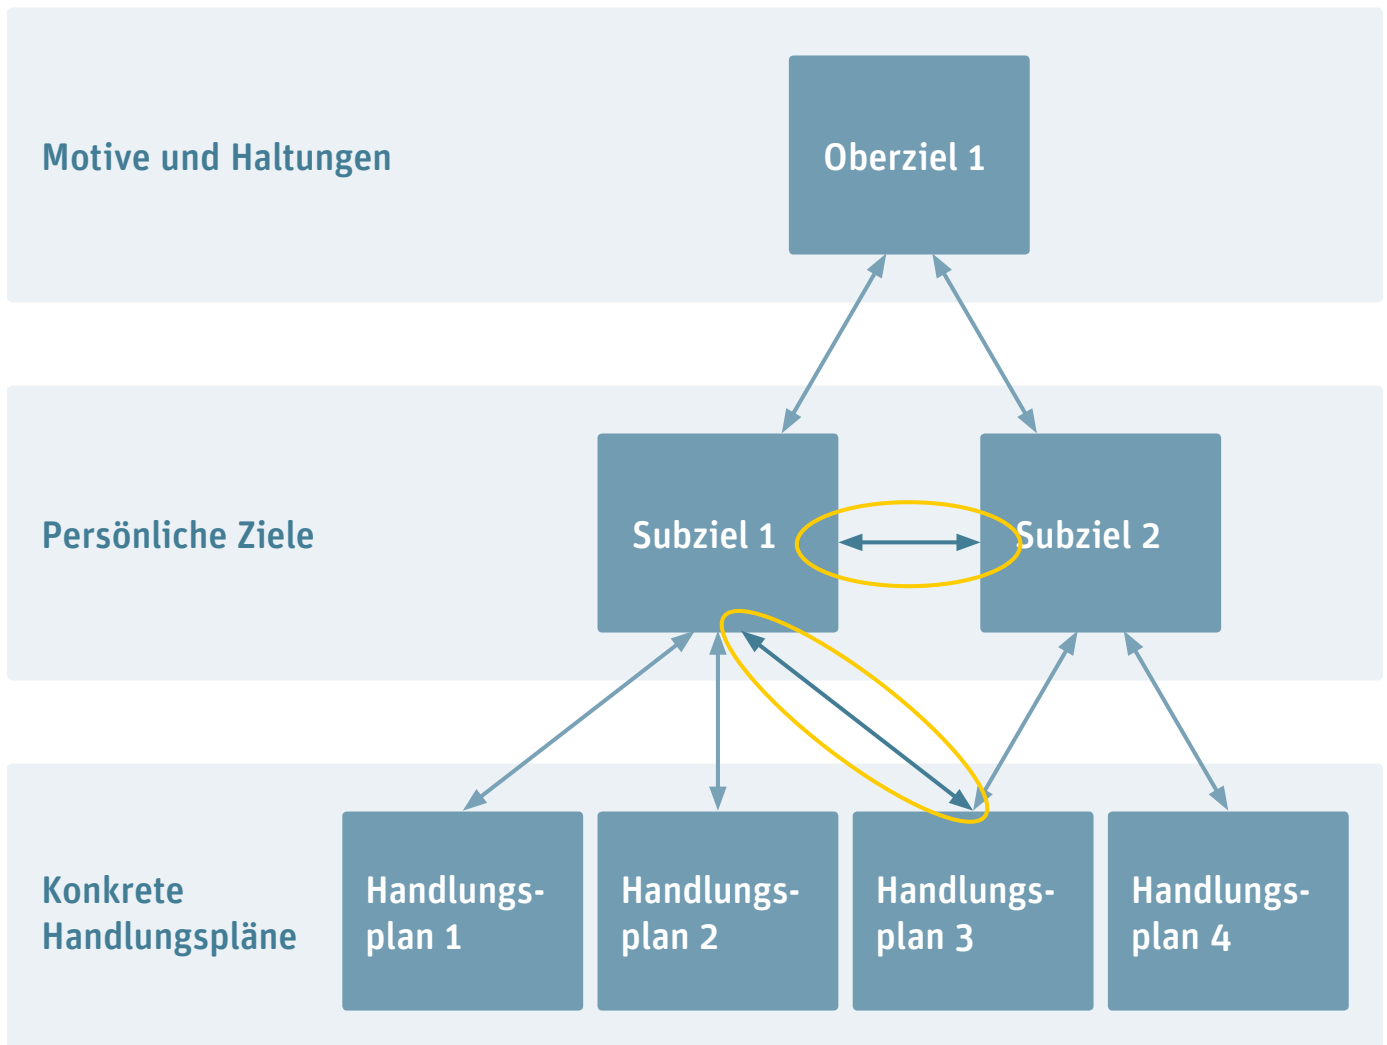 Motive und Haltungen
Oberziel 1
Persönliche Ziele
Subziel 1
Subziel 2
Konkrete
Handlungspläne
Handlungs-
plan 1
Handlungs-
plan 2
Handlungs-
plan 3
Handlungs-
plan 4